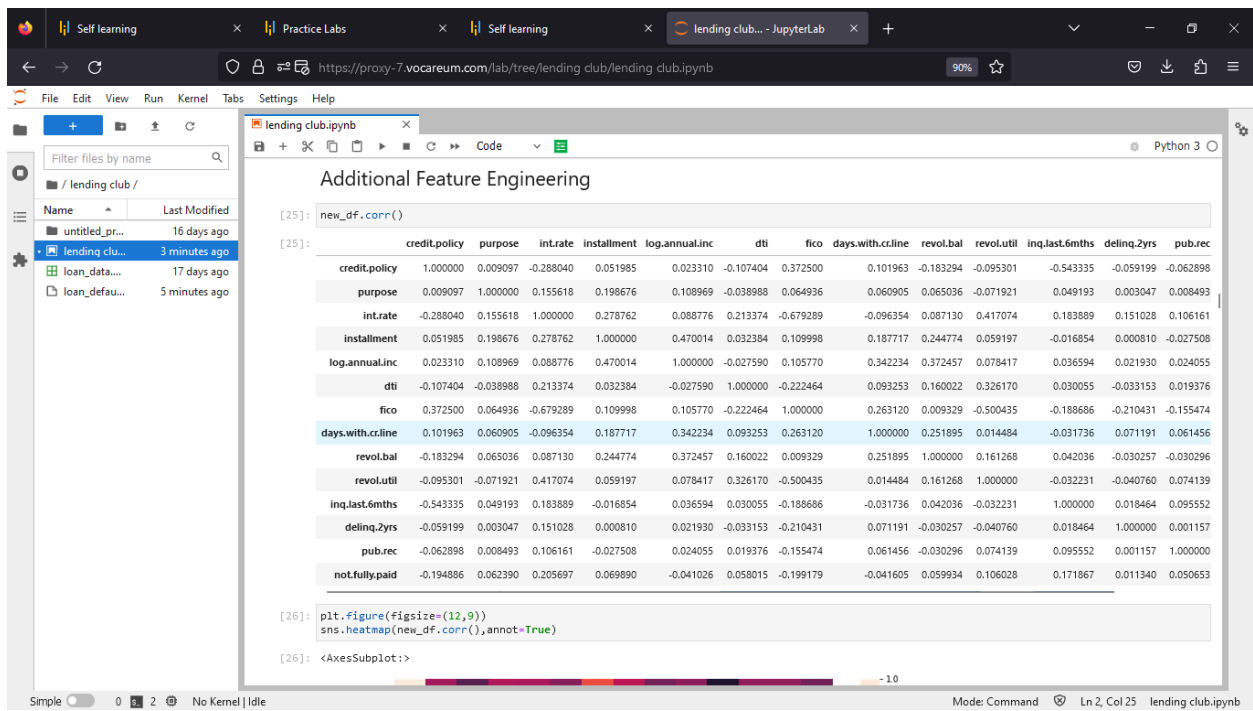 Self learning
Practice Labs
Self learning
lending club... - JupyterLab
https://proxy-7.vocareum.com/lab/tree/lending club/lending club.ipynb
90%
File Edit View Run Kernel Tabs Settings Help
Filter files by name
/ lending club /
Name Last Modified
untitled_pr... 16 days ago
lending clu... 3 minutes ago
loan_data.... 17 days ago
loan_defau... 5 minutes ago
lending club.ipynb
Code
Python 3
Additional Feature Engineering
[25]: new_df.corr()
[25]:
credit.policy purpose int.rate installment log.annual.inc dti fico days.with.cr.line revol.bal revol.util inq.last.6mths delinq.2yrs pub.rec
credit.policy 1.000000 0.009097 -0.288040 0.051985 0.023310 -0.107404 0.372500 0.101963 -0.183294 -0.095301 -0.543335 -0.059199 -0.062898
purpose 0.009097 1.000000 0.155618 0.198676 0.108969 -0.038988 0.064936 0.060905 0.065036 -0.071921 0.049193 0.003047 0.008493
int.rate -0.288040 0.155618 1.000000 0.278762 0.088776 0.213374 -0.679289 -0.096354 0.087130 0.417074 0.183889 0.151028 0.106161
installment 0.051985 0.198676 0.278762 1.000000 0.470014 0.032384 0.109998 0.187717 0.244774 0.059197 -0.016854 0.000810 -0.027508
log.annual.inc 0.023310 0.108969 0.088776 0.470014 1.000000 -0.027590 0.105770 0.342234 0.372457 0.078417 0.036594 0.021930 0.024055
dti -0.107404 -0.038988 0.213374 0.032384 -0.027590 1.000000 -0.222464 0.093253 0.160022 0.326170 0.030055 -0.033153 0.019376
fico 0.372500 0.064936 -0.679289 0.109998 0.105770 -0.222464 1.000000 0.263120 0.009329 -0.500435 -0.188686 -0.210431 -0.155474
days.with.cr.line 0.101963 0.060905 -0.096354 0.187717 0.342234 0.093253 0.263120 1.000000 0.251895 0.014484 -0.031736 0.071191 0.061456
revol.bal -0.183294 0.065036 0.087130 0.244774 0.372457 0.160022 0.009329 0.251895 1.000000 0.161268 0.042036 -0.030257 -0.030296
revol.util -0.095301 -0.071921 0.417074 0.059197 0.078417 0.326170 -0.500435 0.014484 0.161268 1.000000 -0.032231 -0.040760 0.074139
inq.last.6mths -0.543335 0.049193 0.183889 -0.016854 0.036594 0.030055 -0.188686 -0.031736 0.042036 -0.032231 1.000000 0.018464 0.095552
delinq.2yrs -0.059199 0.003047 0.151028 0.000810 0.021930 -0.033153 -0.210431 0.071191 -0.030257 -0.040760 0.018464 1.000000 0.001157
pub.rec -0.062898 0.008493 0.106161 -0.027508 0.024055 0.019376 -0.155474 0.061456 -0.030296 0.074139 0.095552 0.001157 1.000000
not.fully.paid -0.194886 0.062390 0.205697 0.069890 -0.041026 0.058015 -0.199179 -0.041605 0.059934 0.106028 0.171867 0.011340 0.050653
[26]: plt.figure(figsize=(12,9))
sns.heatmap(new_df.corr(),annot=True)
[26]: <AxesSubplot:>
- 1.0
Simple 0 2 No Kernel | Idle Mode: Command Ln 2, Col 25 lending club.ipynb